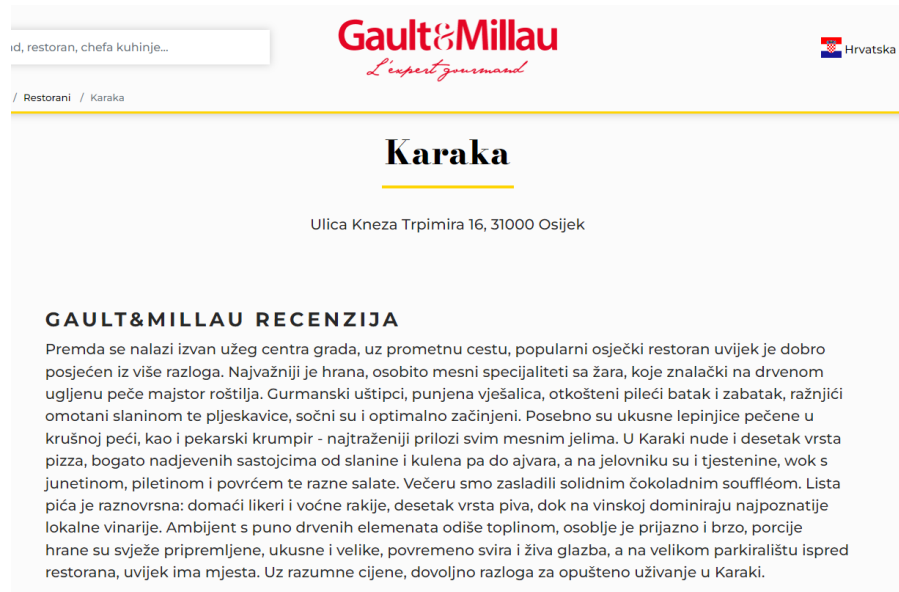 d, restoran, chefa kuhinje...
Gault&Millau
L'expert gourmand
Hrvatska
/ Restorani / Karaka
Karaka
Ulica Kneza Trpimira 16, 31000 Osijek
GAULT&MILLAU RECENZIJA
Premda se nalazi izvan užeg centra grada, uz prometnu cestu, popularni osječki restoran uvijek je dobro
posjećen iz više razloga. Najvažniji je hrana, osobito mesni specijaliteti sa žara, koje znalački na drvenom
ugljenu peče majstor roštilja. Gurmanski uštipci, punjena vješalica, otkošteni pileći batak i zabatak, ražnjići
omotani slaninom te pljeskavice, sočni su i optimalno začinjeni. Posebno su ukusne lepinjice pečene u
krušnoj peći, kao i pekarski krumpir - najtraženiji prilozi svim mesnim jelima. U Karaki nude i desetak vrsta
pizza, bogato nadjevenih sastojcima od slanine i kulena pa do ajvara, a na jelovniku su i tjestenine, wok s
junetinom, piletinom i povrćem te razne salate. Večeru smo zasladili solidnim čokoladnim souffléom. Lista
pića je raznovrsna: domaći likeri i voćne rakije, desetak vrsta piva, dok na vinskoj dominiraju najpoznatije
lokalne vinarije. Ambijent s puno drvenih elemenata odiše toplinom, osoblje je prijazno i brzo, porcije
hrane su svježe pripremljene, ukusne i velike, povremeno svira i živa glazba, a na velikom parkiralištu ispred
restorana, uvijek ima mjesta. Uz razumne cijene, dovoljno razloga za opušteno uživanje u Karaki.